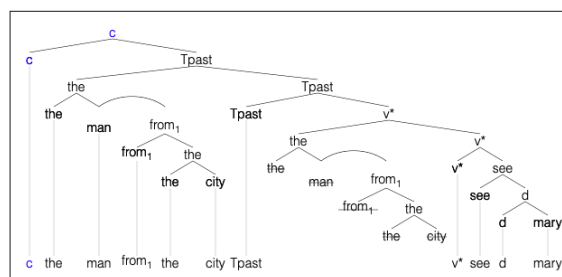 c
c Tpast
the Tpast
the man from₁ Tpast v*
from₁ the the v*
the city the man from₁ v* see
from₁ the see d
the city d mary
c the man from₁ the city Tpast v* see d mary